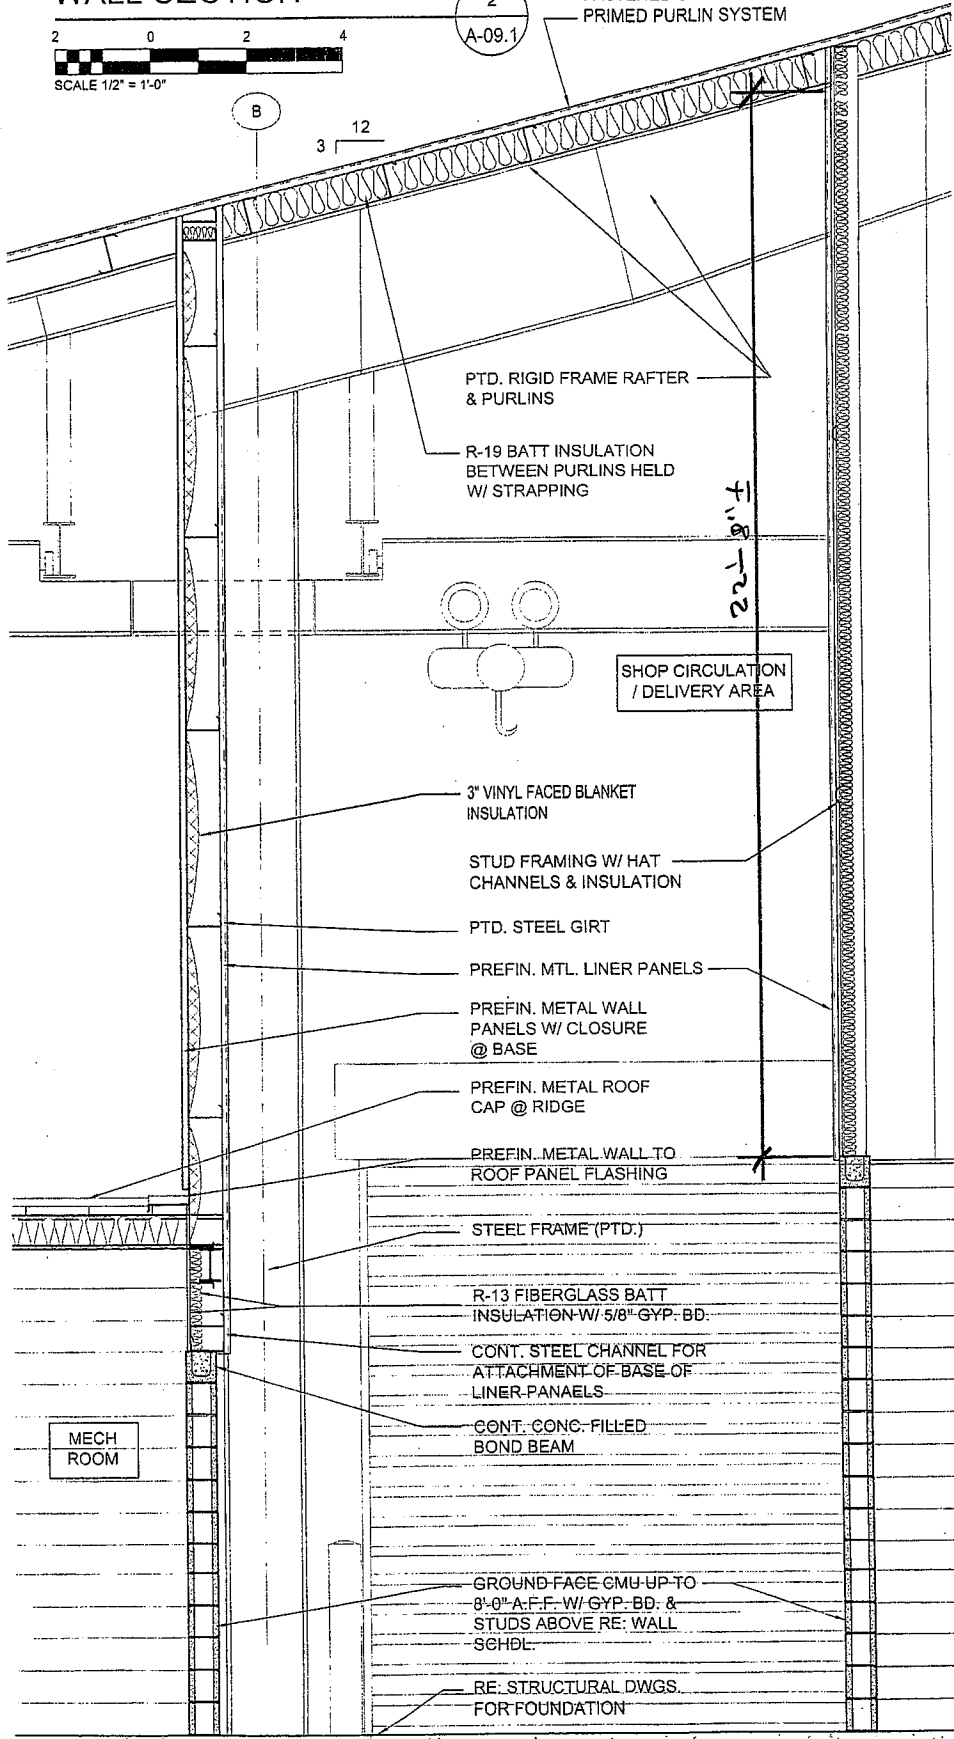 WALL SECTION
2
A-09.1
PRIMED PURLIN SYSTEM
2 0 2 4
SCALE 1/2" = 1'-0"
B
12
3
PTD. RIGID FRAME RAFTER
& PURLINS
R-19 BATT INSULATION
BETWEEN PURLINS HELD
W/ STRAPPING
22'-8"±
SHOP CIRCULATION
/ DELIVERY AREA
3" VINYL FACED BLANKET
INSULATION
STUD FRAMING W/ HAT
CHANNELS & INSULATION
PTD. STEEL GIRT
PREFIN. MTL. LINER PANELS
PREFIN. METAL WALL
PANELS W/ CLOSURE
@ BASE
PREFIN. METAL ROOF
CAP @ RIDGE
PREFIN. METAL WALL TO
ROOF PANEL FLASHING
STEEL FRAME (PTD.)
R-13 FIBERGLASS BATT
INSULATION W/ 5/8" GYP. BD.
CONT. STEEL CHANNEL FOR
ATTACHMENT OF BASE OF
LINER PANAELS
CONT. CONC. FILLED
BOND BEAM
MECH
ROOM
GROUND FACE CMU UP TO
8'-0" A.F.F. W/ GYP. BD. &
STUDS ABOVE RE: WALL
SCHDL.
RE: STRUCTURAL DWGS.
FOR FOUNDATION